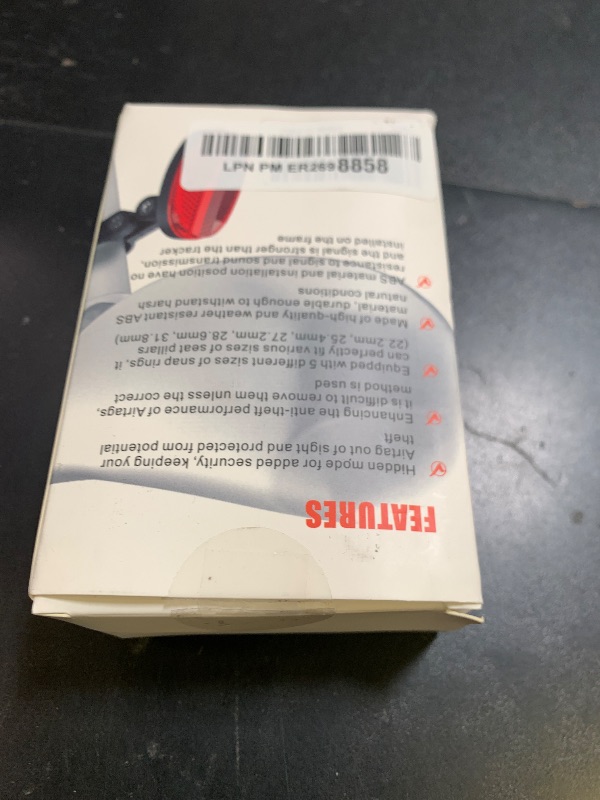 FEATURES
Hidden mode for added security, keeping your
Airtag out of sight and protected from potential
theft
Enhancing the anti-theft performance of Airtags,
it is difficult to remove them unless the correct
method is used
Equipped with 5 different sizes of snap rings, it
can perfectly fit various sizes of seat pillars
(22.2mm, 25.4mm, 27.2mm, 28.6mm, 31.8mm)
Made of high-quality and weather resistant ABS
material, durable enough to withstand harsh
natural conditions
ABS material and installation position have no
resistance to signal and sound transmission,
and the signal is stronger than the tracker
installed on the frame
LPN PM ER2698858